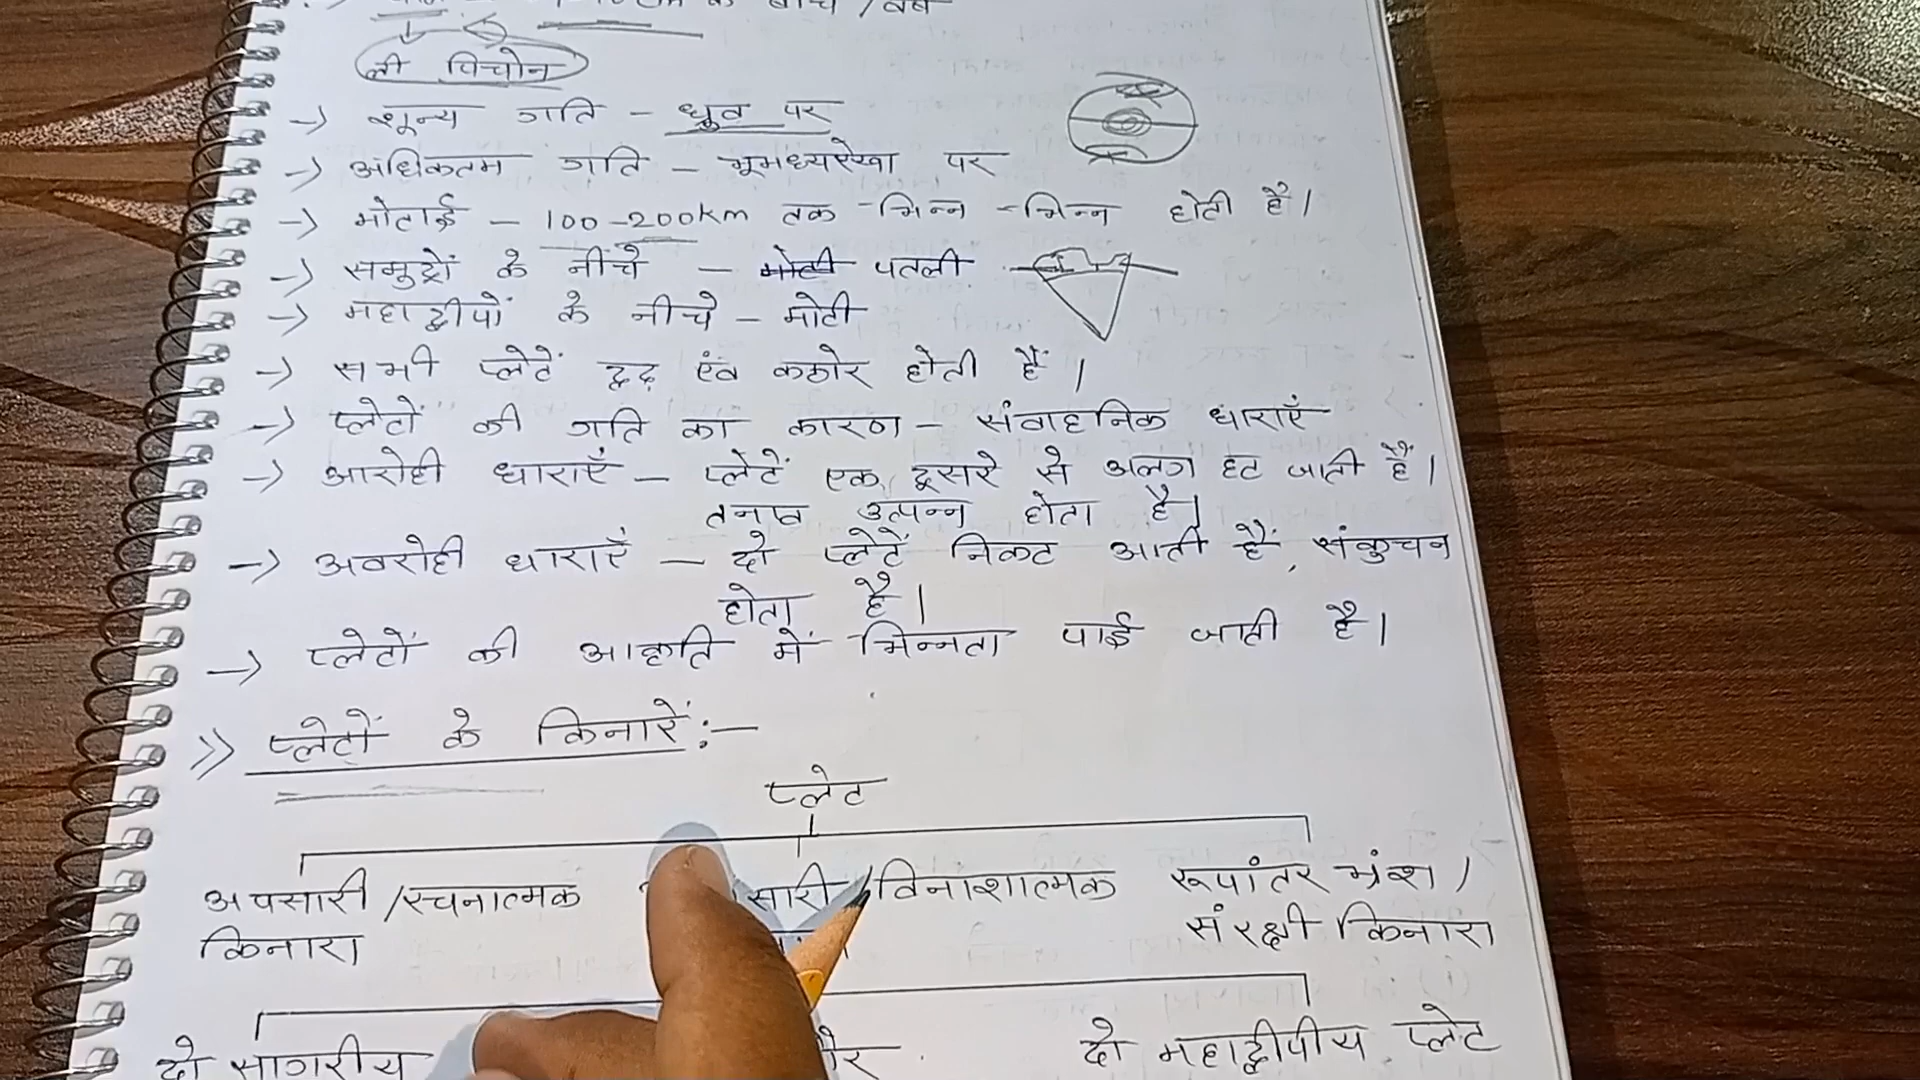 के बीच / वर्ष
ली पिचोन
-> शून्य गति - ध्रुव पर
-> अधिकतम गति - भूमध्यरेखा पर
-> मोटाई - 100-200km तक भिन्न-भिन्न होती है।
-> समुद्रों के नीचे - पतली
-> महाद्वीपों के नीचे - मोटी
-> सभी प्लेटें दृढ़ एंव कठोर होती हैं।
-> प्लेटों की गति का कारण - संवाहनिक धाराएँ
-> आरोही धाराएँ - प्लेटें एक दूसरे से अलग हट जाती हैं।
तनाव उत्पन्न होता है।
-> अवरोही धाराएँ - दो प्लेटें निकट आती हैं, संकुचन
होता है।
-> प्लेटों की आकृति में भिन्नता पाई जाती है।
>> प्लेटों के किनारें :-
प्लेट
अपसारी /रचनात्मक सारी/विनाशात्मक रूपांतर भ्रंश /
किनारा संरक्षी किनारा
दो सागरीय दो महाद्वीपीय प्लेट